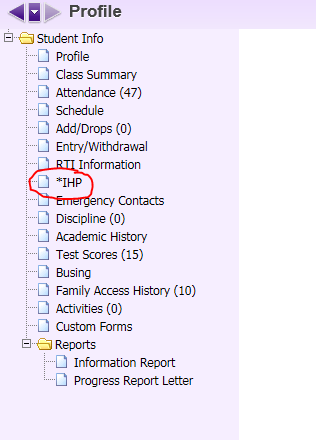 Profile
Student Info
Profile
Class Summary
Attendance (47)
Schedule
Add/Drops (0)
Entry/Withdrawal
RTI Information
*IHP
Emergency Contacts
Discipline (0)
Academic History
Test Scores (15)
Busing
Family Access History (10)
Activities (0)
Custom Forms
Reports
Information Report
Progress Report Letter